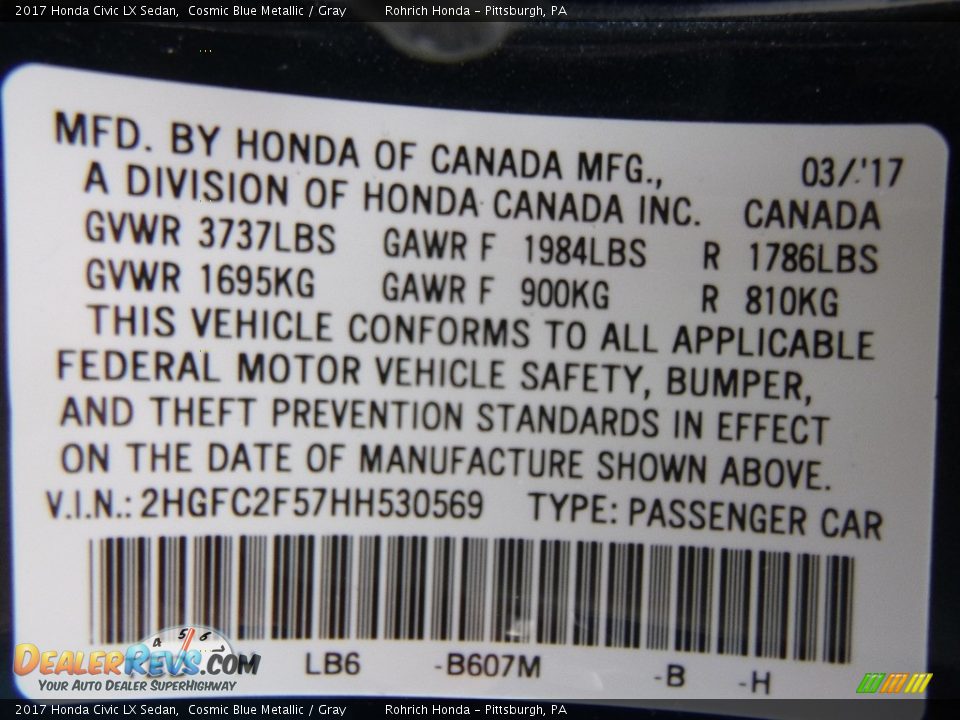 2017 Honda Civic LX Sedan, Cosmic Blue Metallic / Gray Rohrich Honda - Pittsburgh, PA
MFD. BY HONDA OF CANADA MFG., 03/'17
A DIVISION OF HONDA CANADA INC. CANADA
GVWR 3737LBS GAWR F 1984LBS R 1786LBS
GVWR 1695KG GAWR F 900KG R 810KG
THIS VEHICLE CONFORMS TO ALL APPLICABLE
FEDERAL MOTOR VEHICLE SAFETY, BUMPER,
AND THEFT PREVENTION STANDARDS IN EFFECT
ON THE DATE OF MANUFACTURE SHOWN ABOVE.
V.I.N.: 2HGFC2F57HH530569 TYPE: PASSENGER CAR
4 5 6
DEALERREVS.COM LB6 -B607M -B -H
YOUR AUTO DEALER SUPERHIGHWAY
2017 Honda Civic LX Sedan, Cosmic Blue Metallic / Gray Rohrich Honda - Pittsburgh, PA